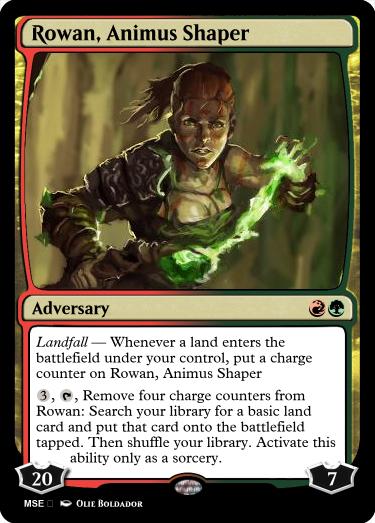 Rowan, Animus Shaper
Adversary
Landfall — Whenever a land enters the
battlefield under your control, put a charge
counter on Rowan, Animus Shaper
3, , Remove four charge counters from
Rowan: Search your library for a basic land
card and put that card onto the battlefield
tapped. Then shuffle your library. Activate this
ability only as a sorcery.
20
7
MSE Olie Boldador